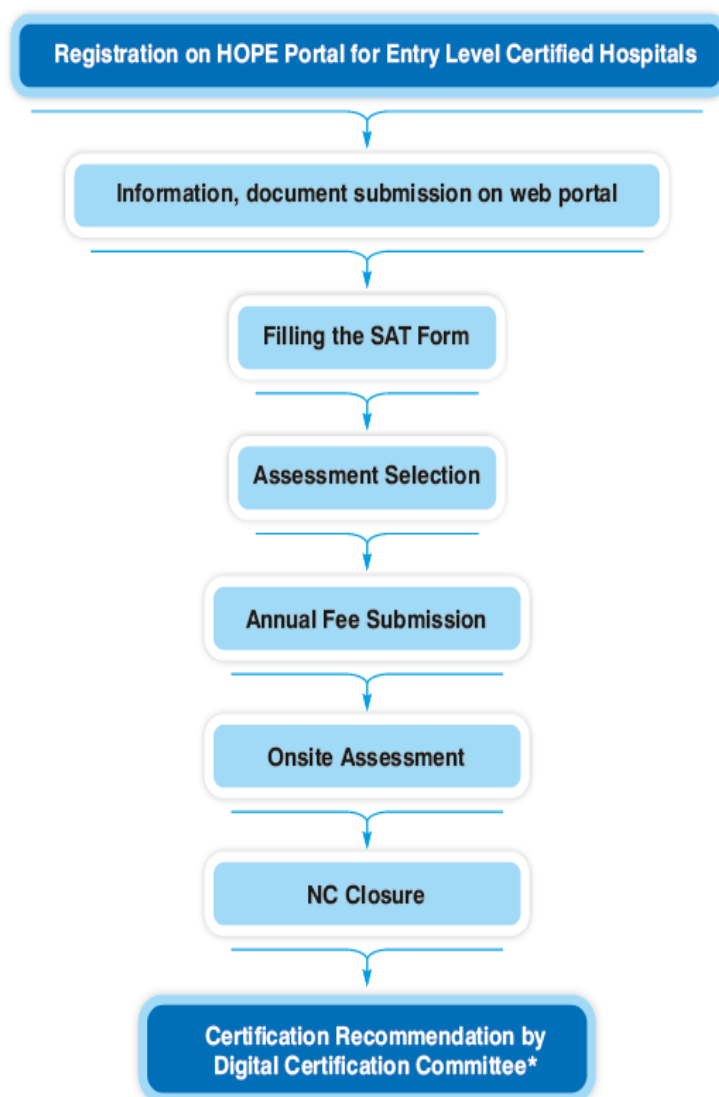 Registration on HOPE Portal for Entry Level Certified Hospitals
Information, document submission on web portal
Filling the SAT Form
Assessment Selection
Annual Fee Submission
Onsite Assessment
NC Closure
Certification Recommendation by
Digital Certification Committee*